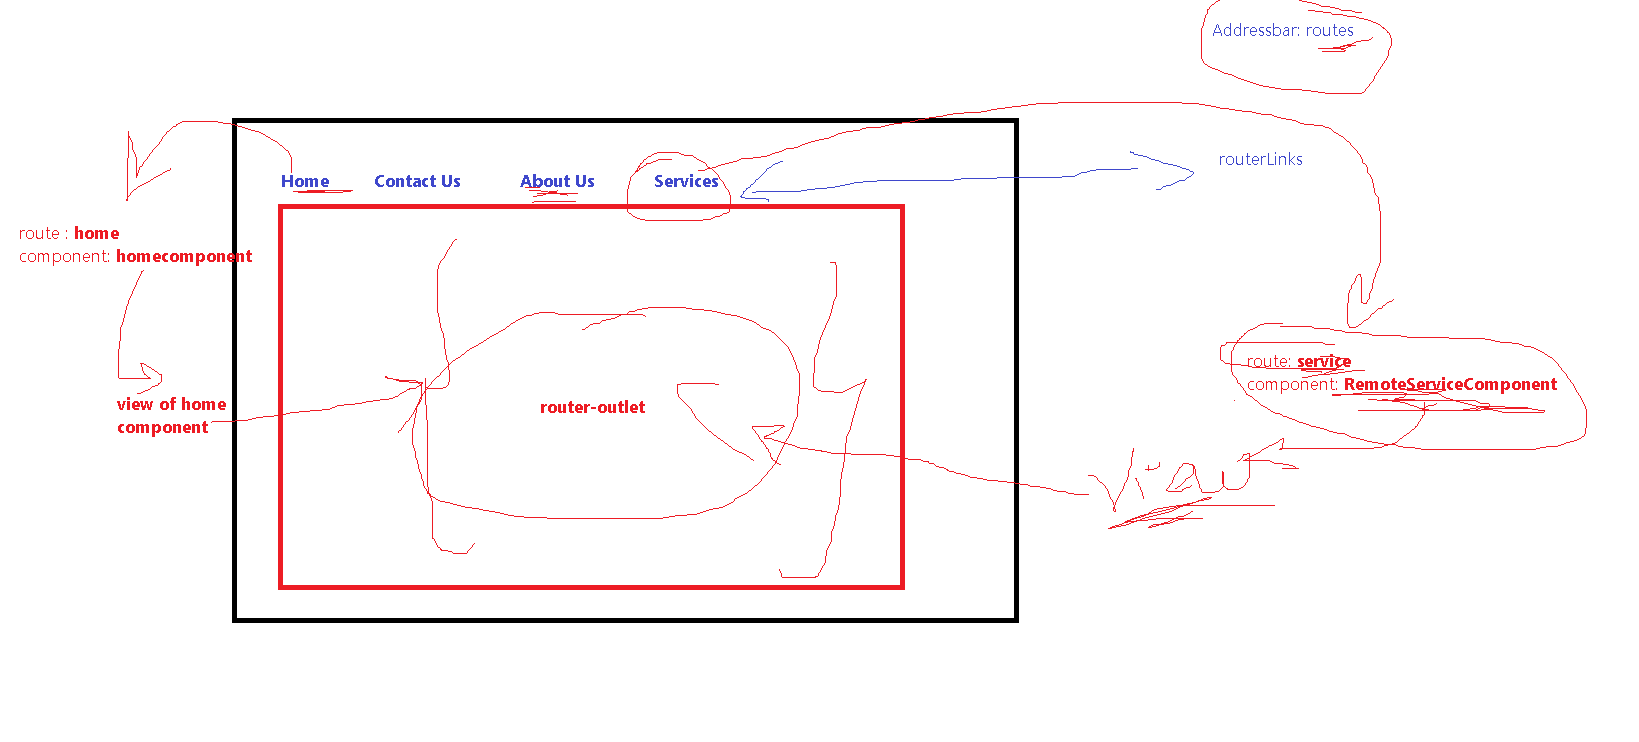 Addressbar: routes
routerLinks
Home Contact Us About Us Services
route : home
component: homecomponent
view of home
component
router-outlet
route: service
component: RemoteServiceComponent
View